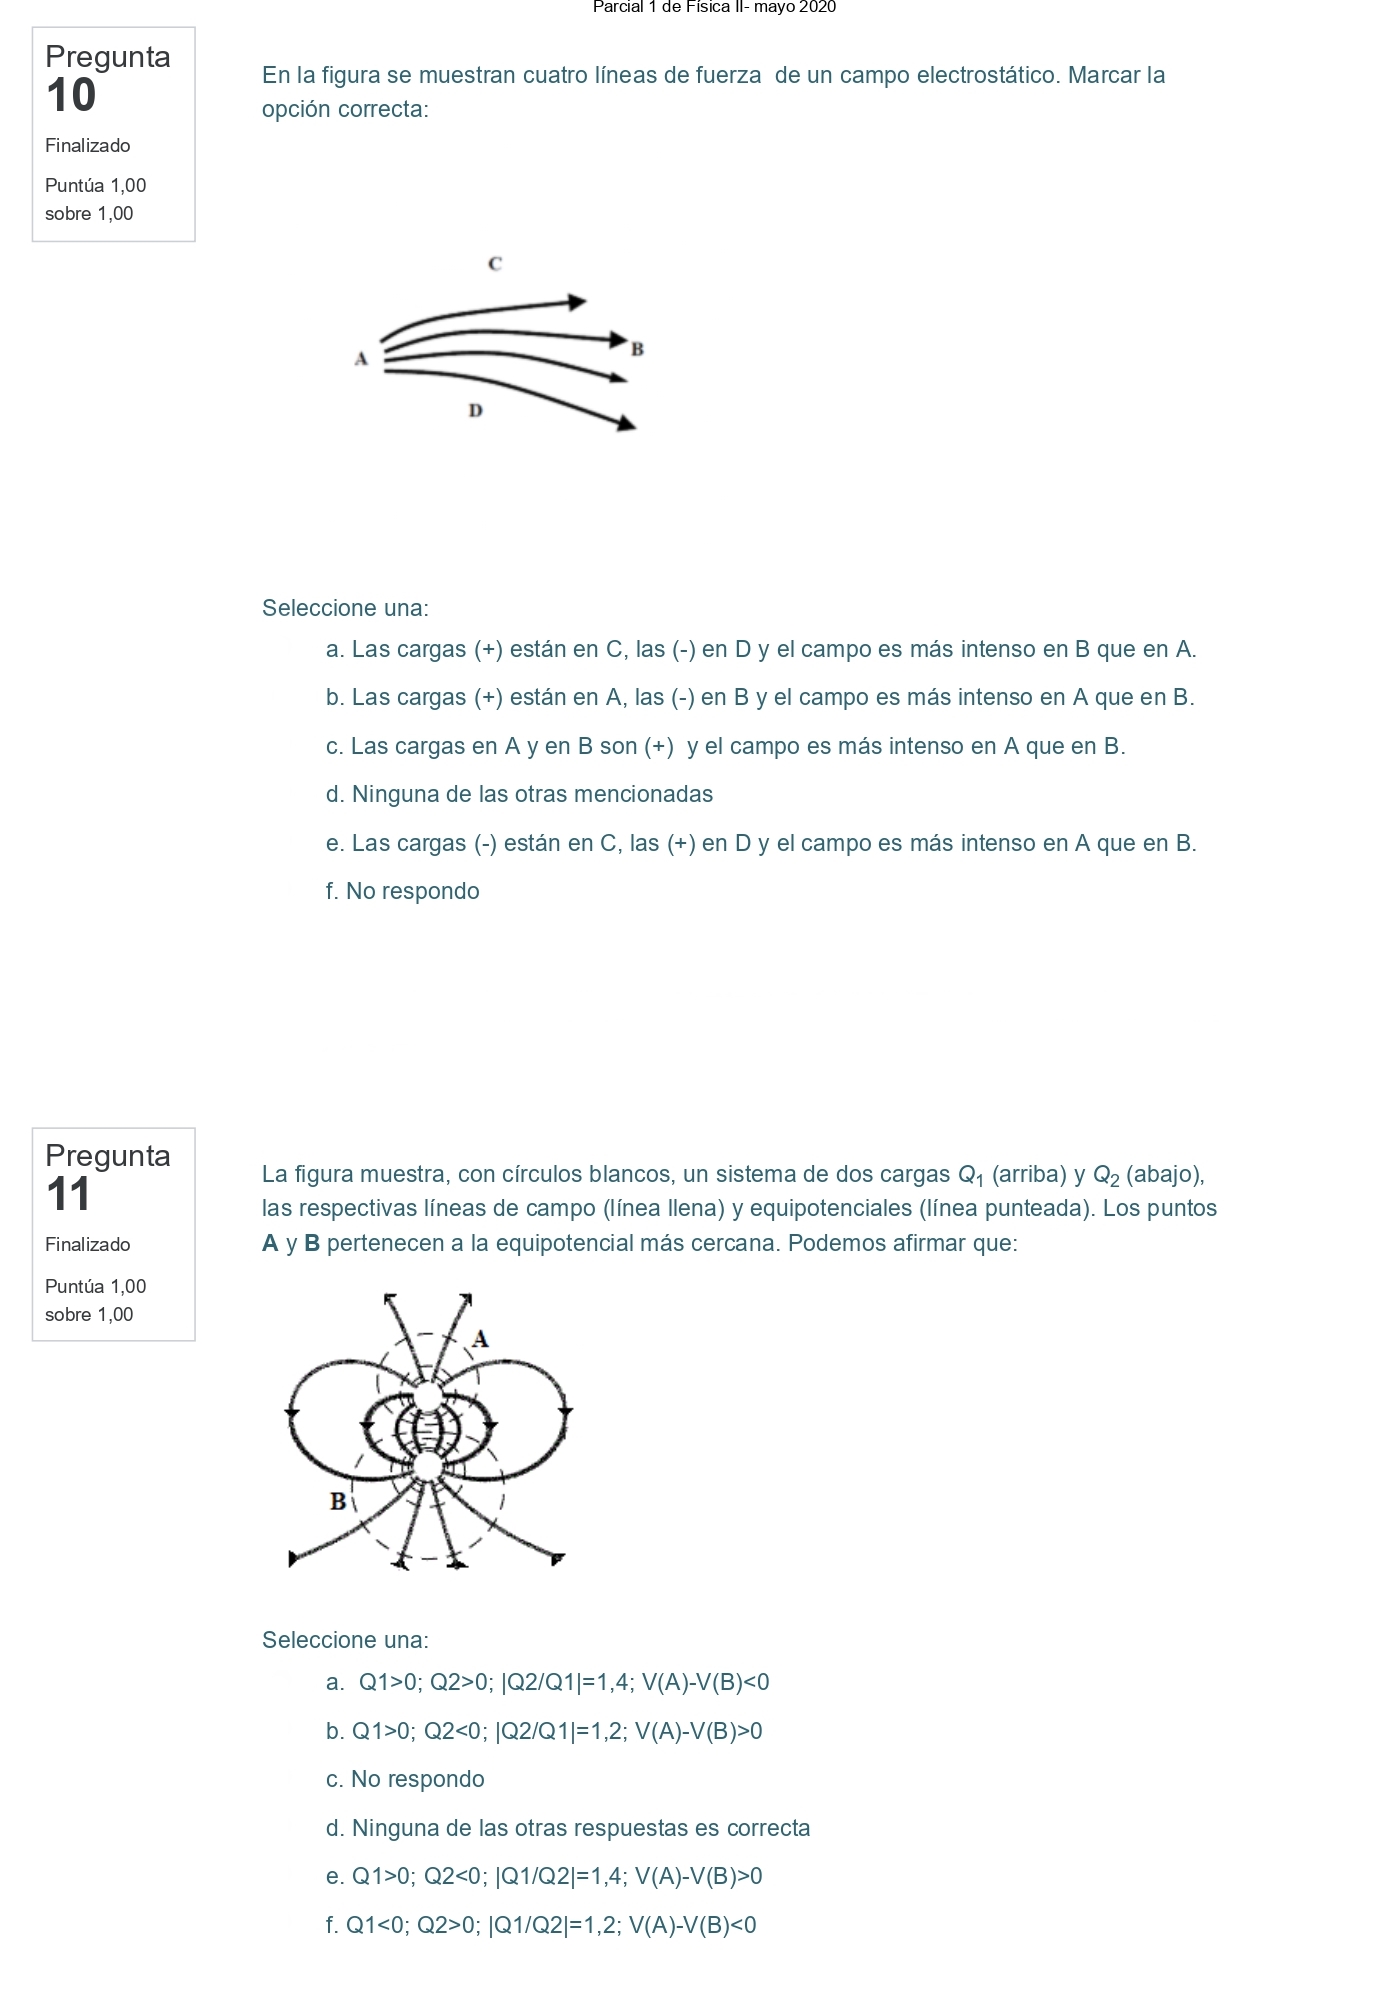 Parcial 1 de Física II- mayo 2020
Pregunta
10
Finalizado
Puntúa 1,00
sobre 1,00
En la figura se muestran cuatro líneas de fuerza  de un campo electrostático. Marcar la
opción correcta:
C
A
B
D
Seleccione una:
a. Las cargas (+) están en C, las (-) en D y el campo es más intenso en B que en A.
b. Las cargas (+) están en A, las (-) en B y el campo es más intenso en A que en B.
c. Las cargas en A y en B son (+)  y el campo es más intenso en A que en B.
d. Ninguna de las otras mencionadas
e. Las cargas (-) están en C, las (+) en D y el campo es más intenso en A que en B.
f. No respondo
Pregunta
11
Finalizado
Puntúa 1,00
sobre 1,00
La figura muestra, con círculos blancos, un sistema de dos cargas Q1 (arriba) y Q2 (abajo),
las respectivas líneas de campo (línea llena) y equipotenciales (línea punteada). Los puntos
A y B pertenecen a la equipotencial más cercana. Podemos afirmar que:
A
B
Seleccione una:
a.  Q1>0; Q2>0; |Q2/Q1|=1,4; V(A)-V(B)<0
b. Q1>0; Q2<0; |Q2/Q1|=1,2; V(A)-V(B)>0
c. No respondo
d. Ninguna de las otras respuestas es correcta
e. Q1>0; Q2<0; |Q1/Q2|=1,4; V(A)-V(B)>0
f. Q1<0; Q2>0; |Q1/Q2|=1,2; V(A)-V(B)<0